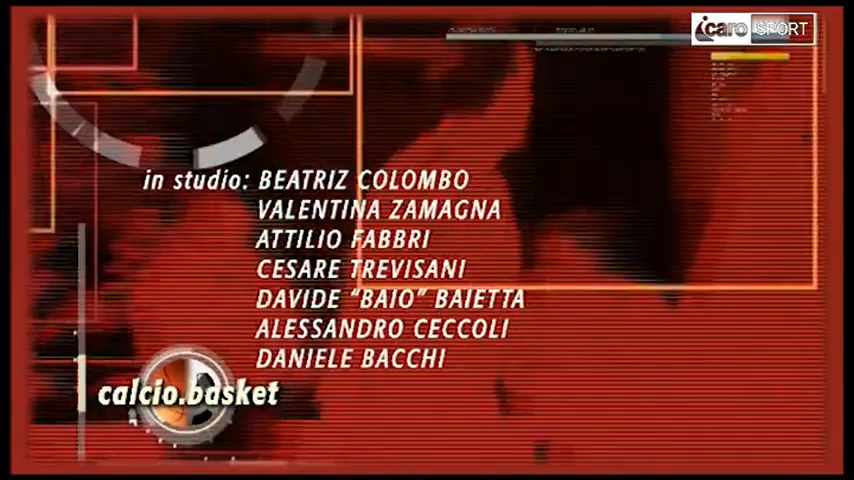 icaro SPORT
in studio: BEATRIZ COLOMBO
VALENTINA ZAMAGNA
ATTILIO FABBRI
CESARE TREVISANI
DAVIDE “BAIO” BAIETTA
ALESSANDRO CECCOLI
DANIELE BACCHI
calcio.basket